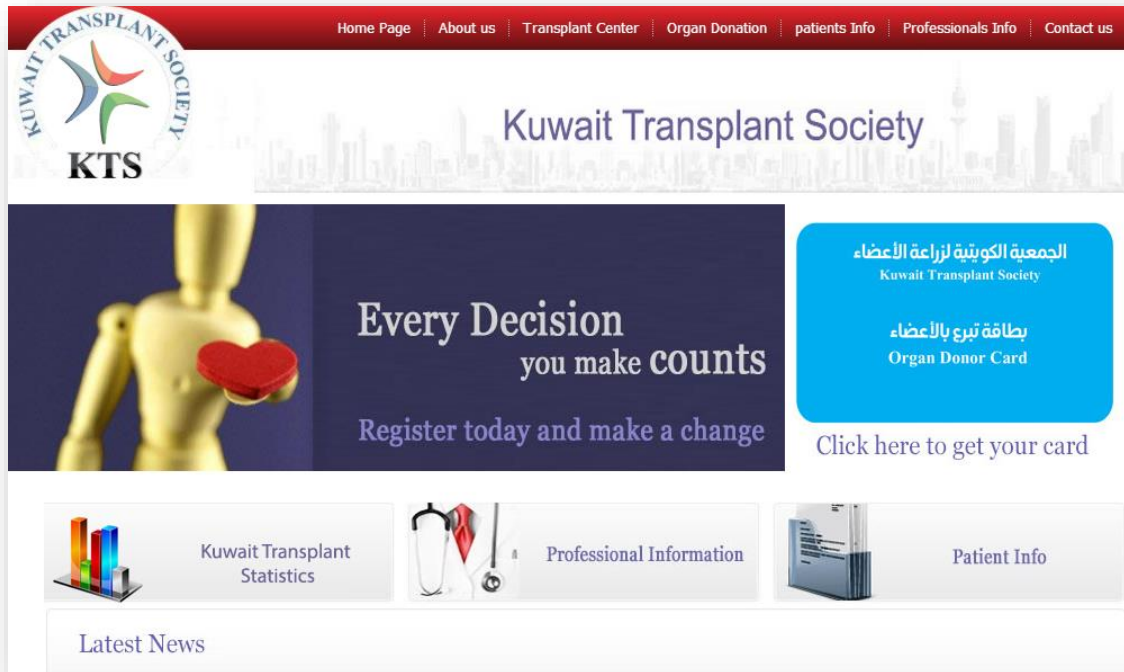 KUWAIT TRANSPLANT SOCIETY
KTS
Home Page
About us
Transplant Center
Organ Donation
patients Info
Professionals Info
Contact us
Kuwait Transplant Society
Every Decision
you make counts
Register today and make a change
الجمعية الكويتية لزراعة الأعضاء
Kuwait Transplant Society
بطاقة تبرع بالأعضاء
Organ Donor Card
Click here to get your card
Kuwait Transplant
Statistics
Professional Information
Patient Info
Latest News